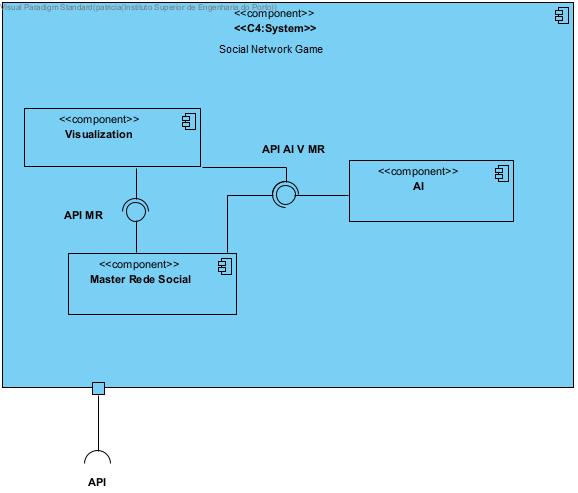 Visual Paradigm Standard(patricia(Instituto Superior de Engenharia do Porto))
<<component>>
<<C4:System>>
Social Network Game
<<component>>
Visualization
API AI V MR
<<component>>
AI
API MR
<<component>>
Master Rede Social
API